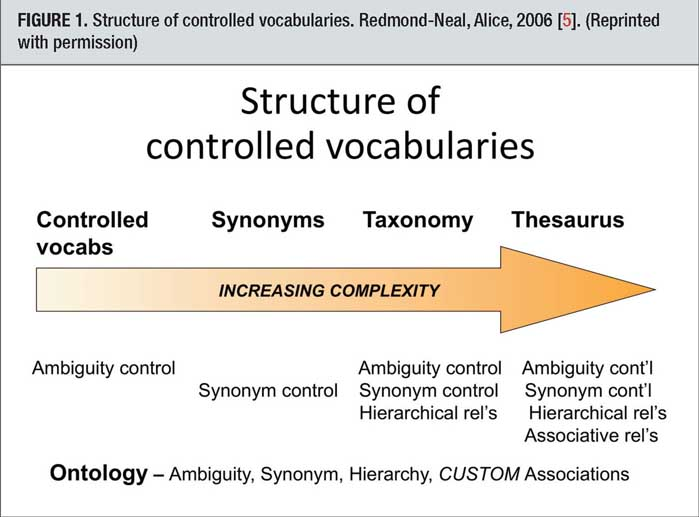 FIGURE 1. Structure of controlled vocabularies. Redmond-Neal, Alice, 2006 [5]. (Reprinted
with permission)
Structure of
controlled vocabularies
Controlled
vocabs
Synonyms
Taxonomy
Thesaurus
INCREASING COMPLEXITY
Ambiguity control
Synonym control
Ambiguity control
Synonym control
Hierarchical rel's
Ambiguity cont'l
Synonym cont'l
Hierarchical rel's
Associative rel's
Ontology – Ambiguity, Synonym, Hierarchy, CUSTOM Associations